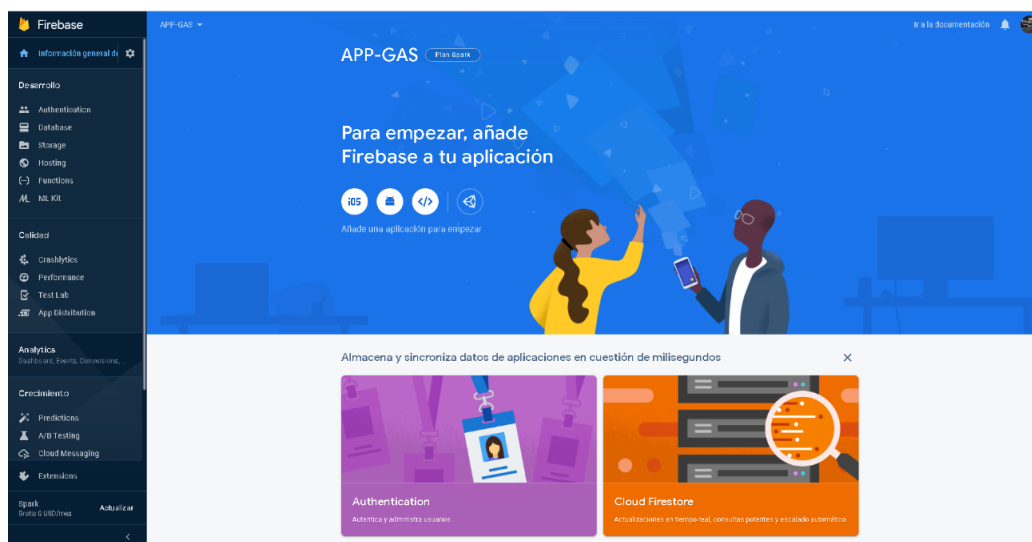 Firebase
APP-GAS
Ir a la documentación
Información general de
APP-GAS
Plan Spark
Desarrollo
Authentication
Database
Storage
Hosting
Functions
ML Kit
Para empezar, añade
Firebase a tu aplicación
iOS
Añade una aplicación para empezar
Calidad
Crashlytics
Performance
Test Lab
App Distribution
Analytics
Dashboard, Events, Conversions, ...
Crecimiento
Predictions
A/B Testing
Cloud Messaging
Extensions
Spark
Gratis 0 USD/mes
Actualizar
Almacena y sincroniza datos de aplicaciones en cuestión de milisegundos
Authentication
Autentica y administra usuarios
Cloud Firestore
Actualizaciones en tiempo real, consultas potentes y escalado automático